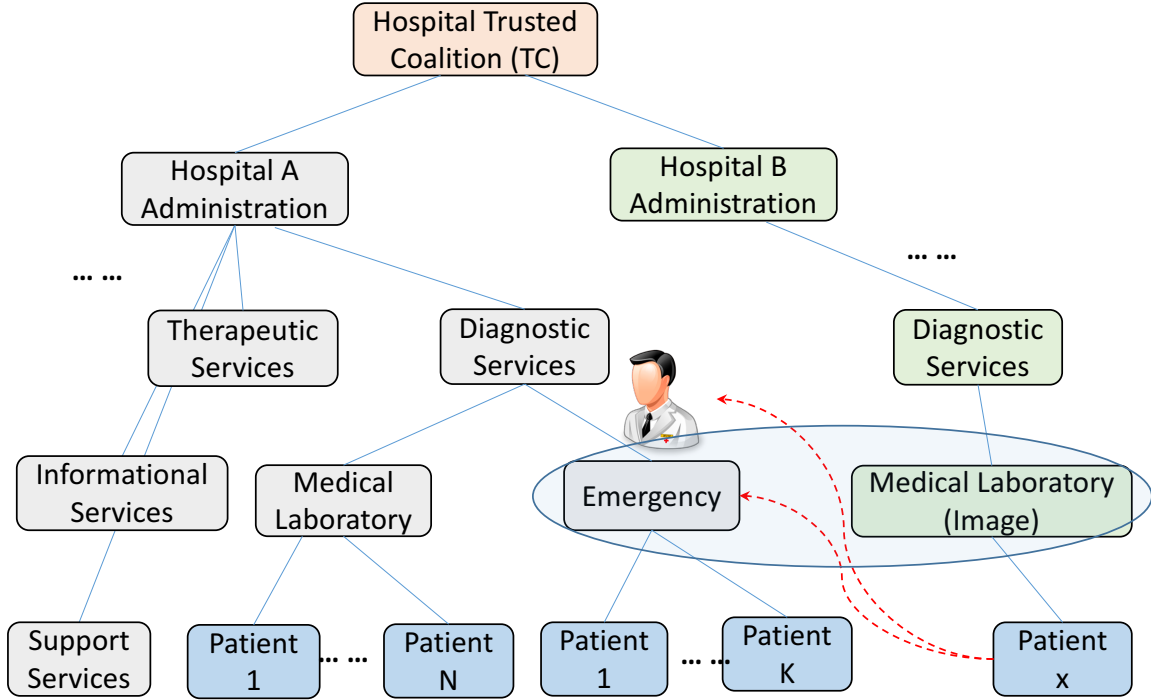 Hospital Trusted
Coalition (TC)
Hospital A
Administration
Hospital B
Administration
... ...
... ...
Therapeutic
Services
Diagnostic
Services
Diagnostic
Services
Informational
Services
Medical
Laboratory
Emergency
Medical Laboratory
(Image)
Support
Services
Patient
1
... ...
Patient
N
Patient
1
... ...
Patient
K
Patient
x